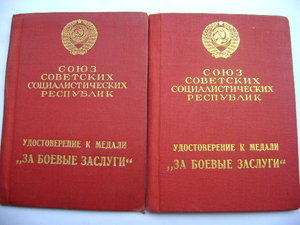 СОЮЗ
СОВЕТСКИХ
СОЦИАЛИСТИЧЕСКИХ
РЕСПУБЛИК
УДОСТОВЕРЕНИЕ К МЕДАЛИ
„ЗА БОЕВЫЕ ЗАСЛУГИ“
СОЮЗ
СОВЕТСКИХ
СОЦИАЛИСТИЧЕСКИХ
РЕСПУБЛИК
УДОСТОВЕРЕНИЕ К МЕДАЛИ
„ЗА БОЕВЫЕ ЗАСЛУГИ“